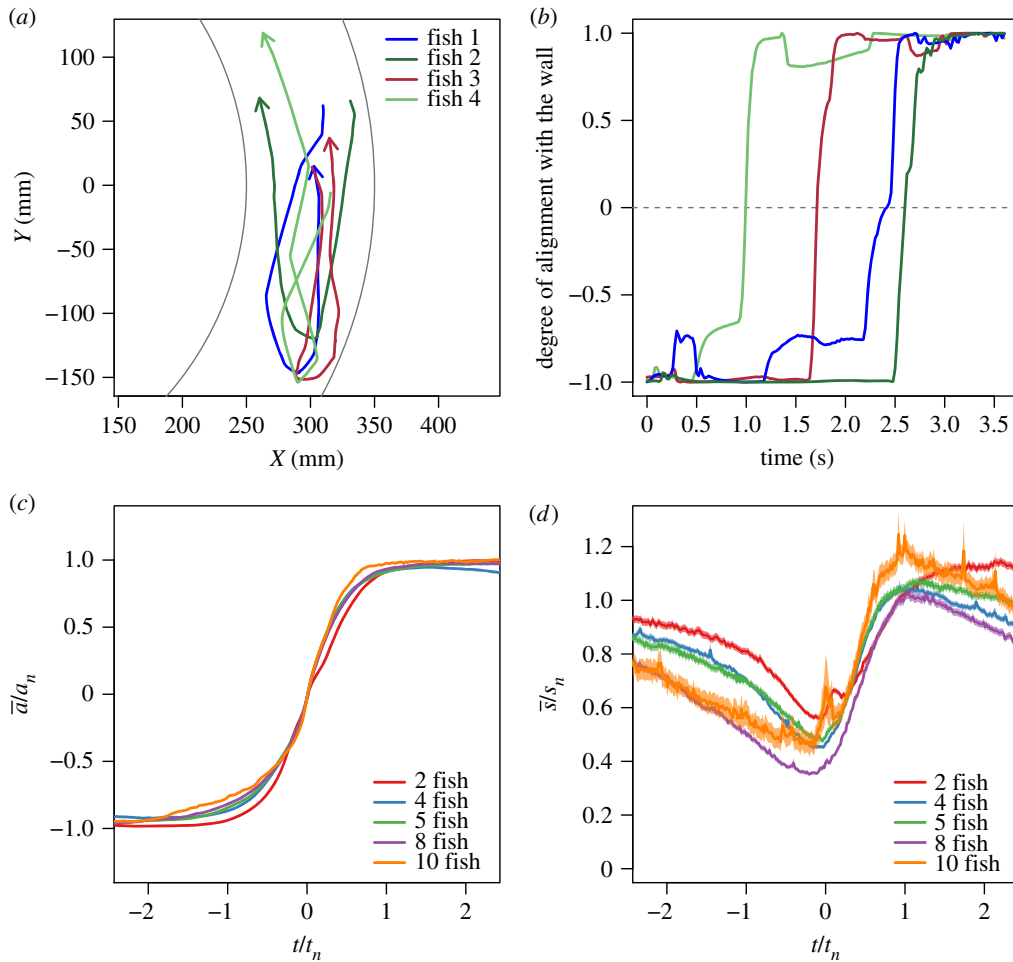 (a)
Y (mm)
100
50
0
−50
−100
−150
fish 1
fish 2
fish 3
fish 4
150 200 250 300 350 400
X (mm)
(b)
degree of alignment with the wall
1.0
0.5
0
−0.5
−1.0
0 0.5 1.0 1.5 2.0 2.5 3.0 3.5
time (s)
(c)
a̅/aₙ
1.0
0.5
0
−0.5
−1.0
2 fish
4 fish
5 fish
8 fish
10 fish
−2 −1 0 1 2
t/tₙ
(d)
s̅/sₙ
1.2
1.0
0.8
0.6
0.4
0.2
0
2 fish
4 fish
5 fish
8 fish
10 fish
−2 −1 0 1 2
t/tₙ